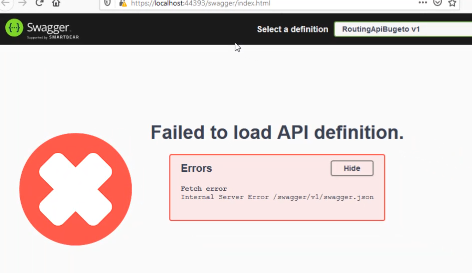 https://localhost:44393/swagger/index.html
Swagger
Supported by SMARTBEAR
Select a definition
RoutingApiBugeto v1
Failed to load API definition.
Errors
Hide
Fetch error
Internal Server Error /swagger/v1/swagger.json